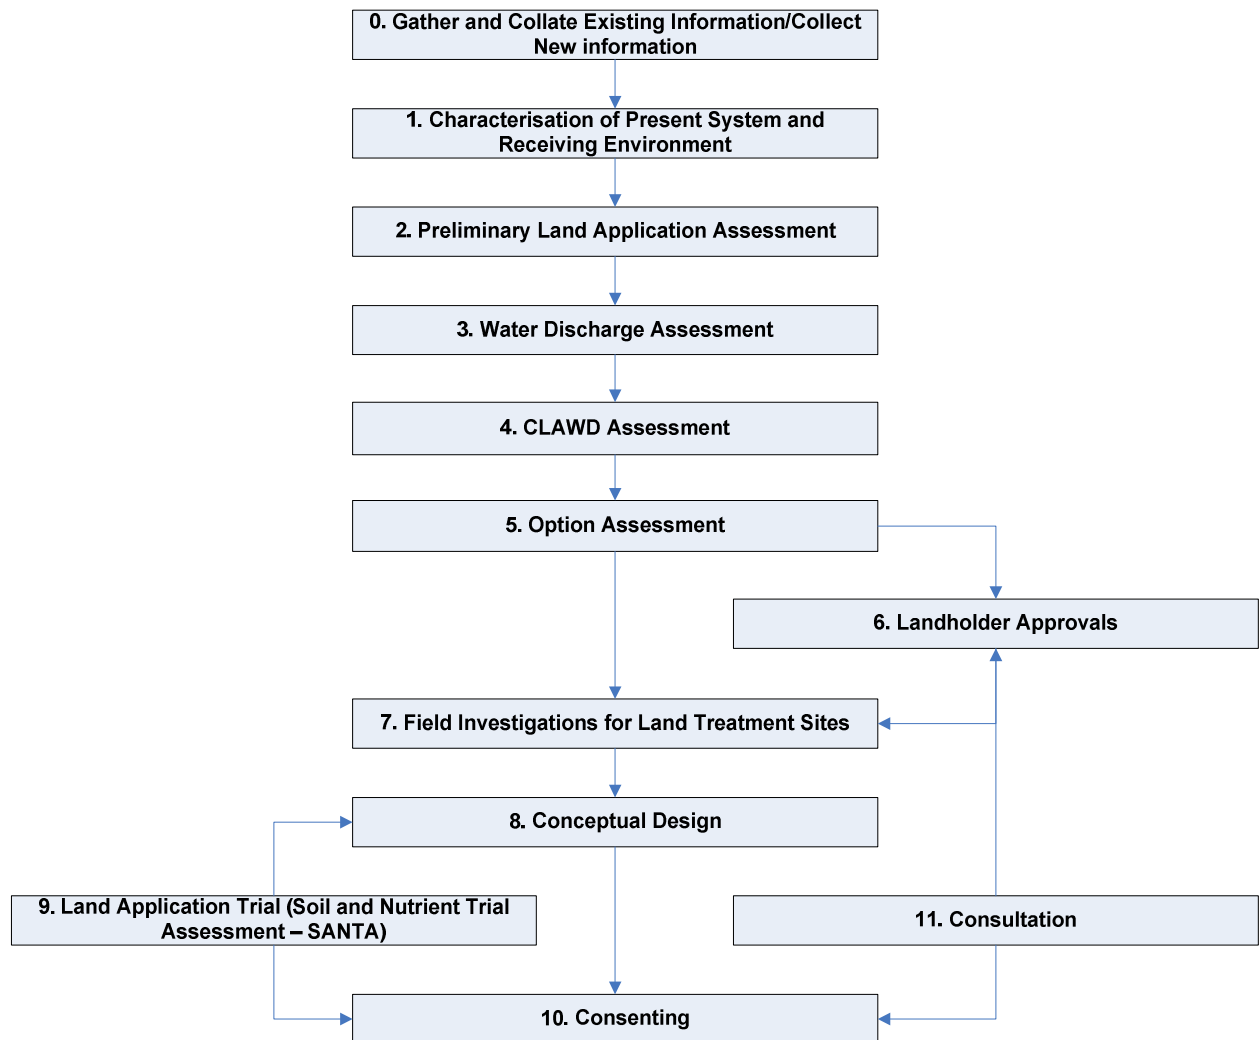 0. Gather and Collate Existing Information/Collect
New information
1. Characterisation of Present System and
Receiving Environment
2. Preliminary Land Application Assessment
3. Water Discharge Assessment
4. CLAWD Assessment
5. Option Assessment
6. Landholder Approvals
7. Field Investigations for Land Treatment Sites
8. Conceptual Design
9. Land Application Trial (Soil and Nutrient Trial
Assessment – SANTA)
11. Consultation
10. Consenting